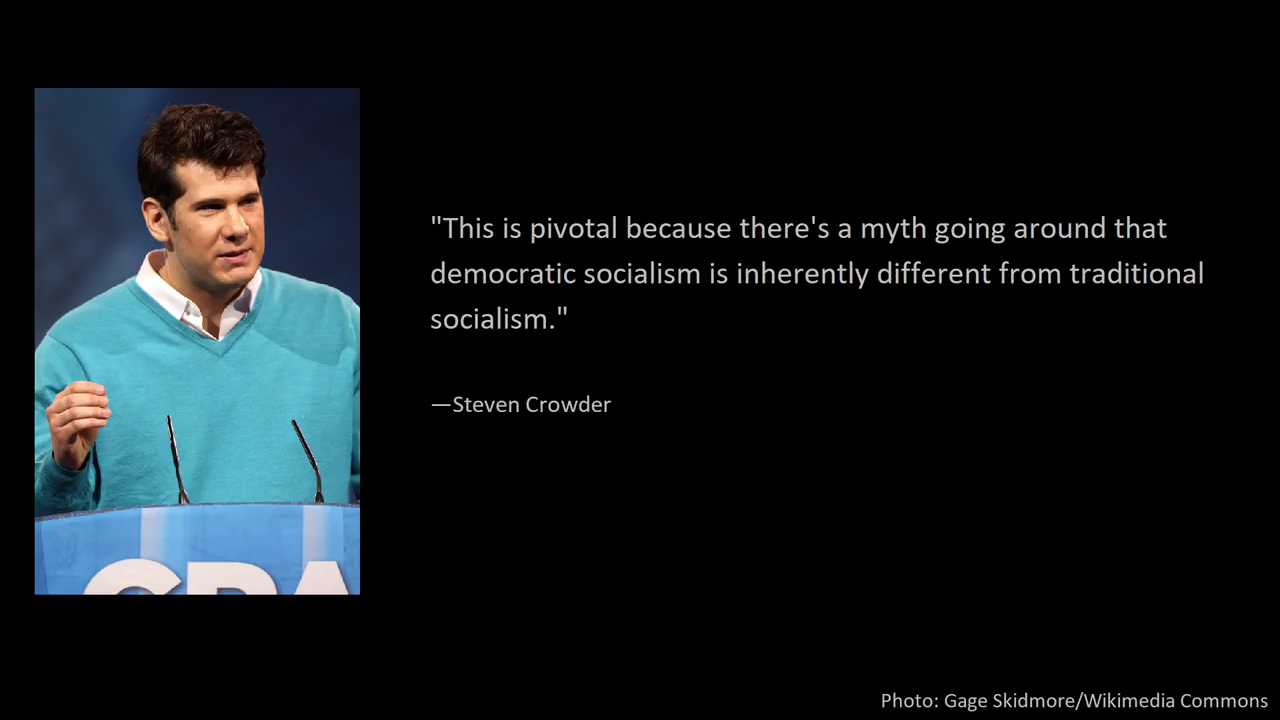 "This is pivotal because there's a myth going around that
democratic socialism is inherently different from traditional
socialism."
—Steven Crowder
CPA
Photo: Gage Skidmore/Wikimedia Commons